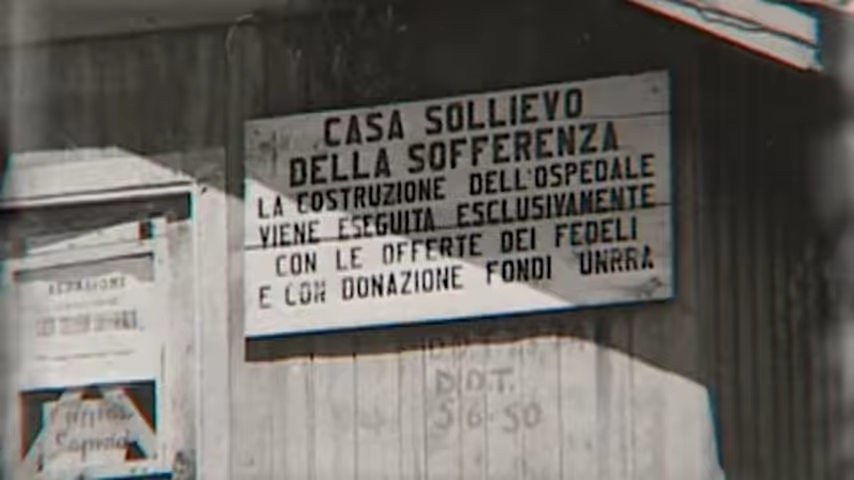 CASA SOLLIEVO
DELLA SOFFERENZA
LA COSTRUZIONE DELL'OSPEDALE
VIENE ESEGUITA ESCLUSIVAMENTE
CON LE OFFERTE DEI FEDELI
E CON DONAZIONE FONDI UNRRA
D.D.T.
5 6·50